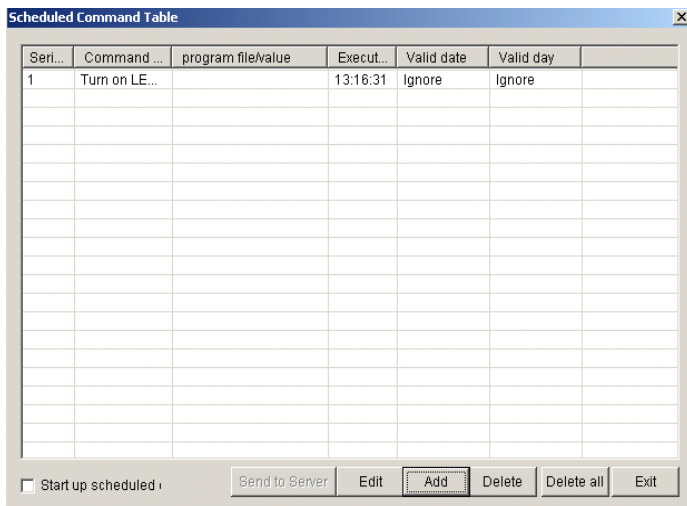 Scheduled Command Table
Seri... Command ... program file/value Execut... Valid date Valid day
1 Turn on LE... 13:16:31 Ignore Ignore
Start up scheduled Send to Server Edit Add Delete Delete all Exit